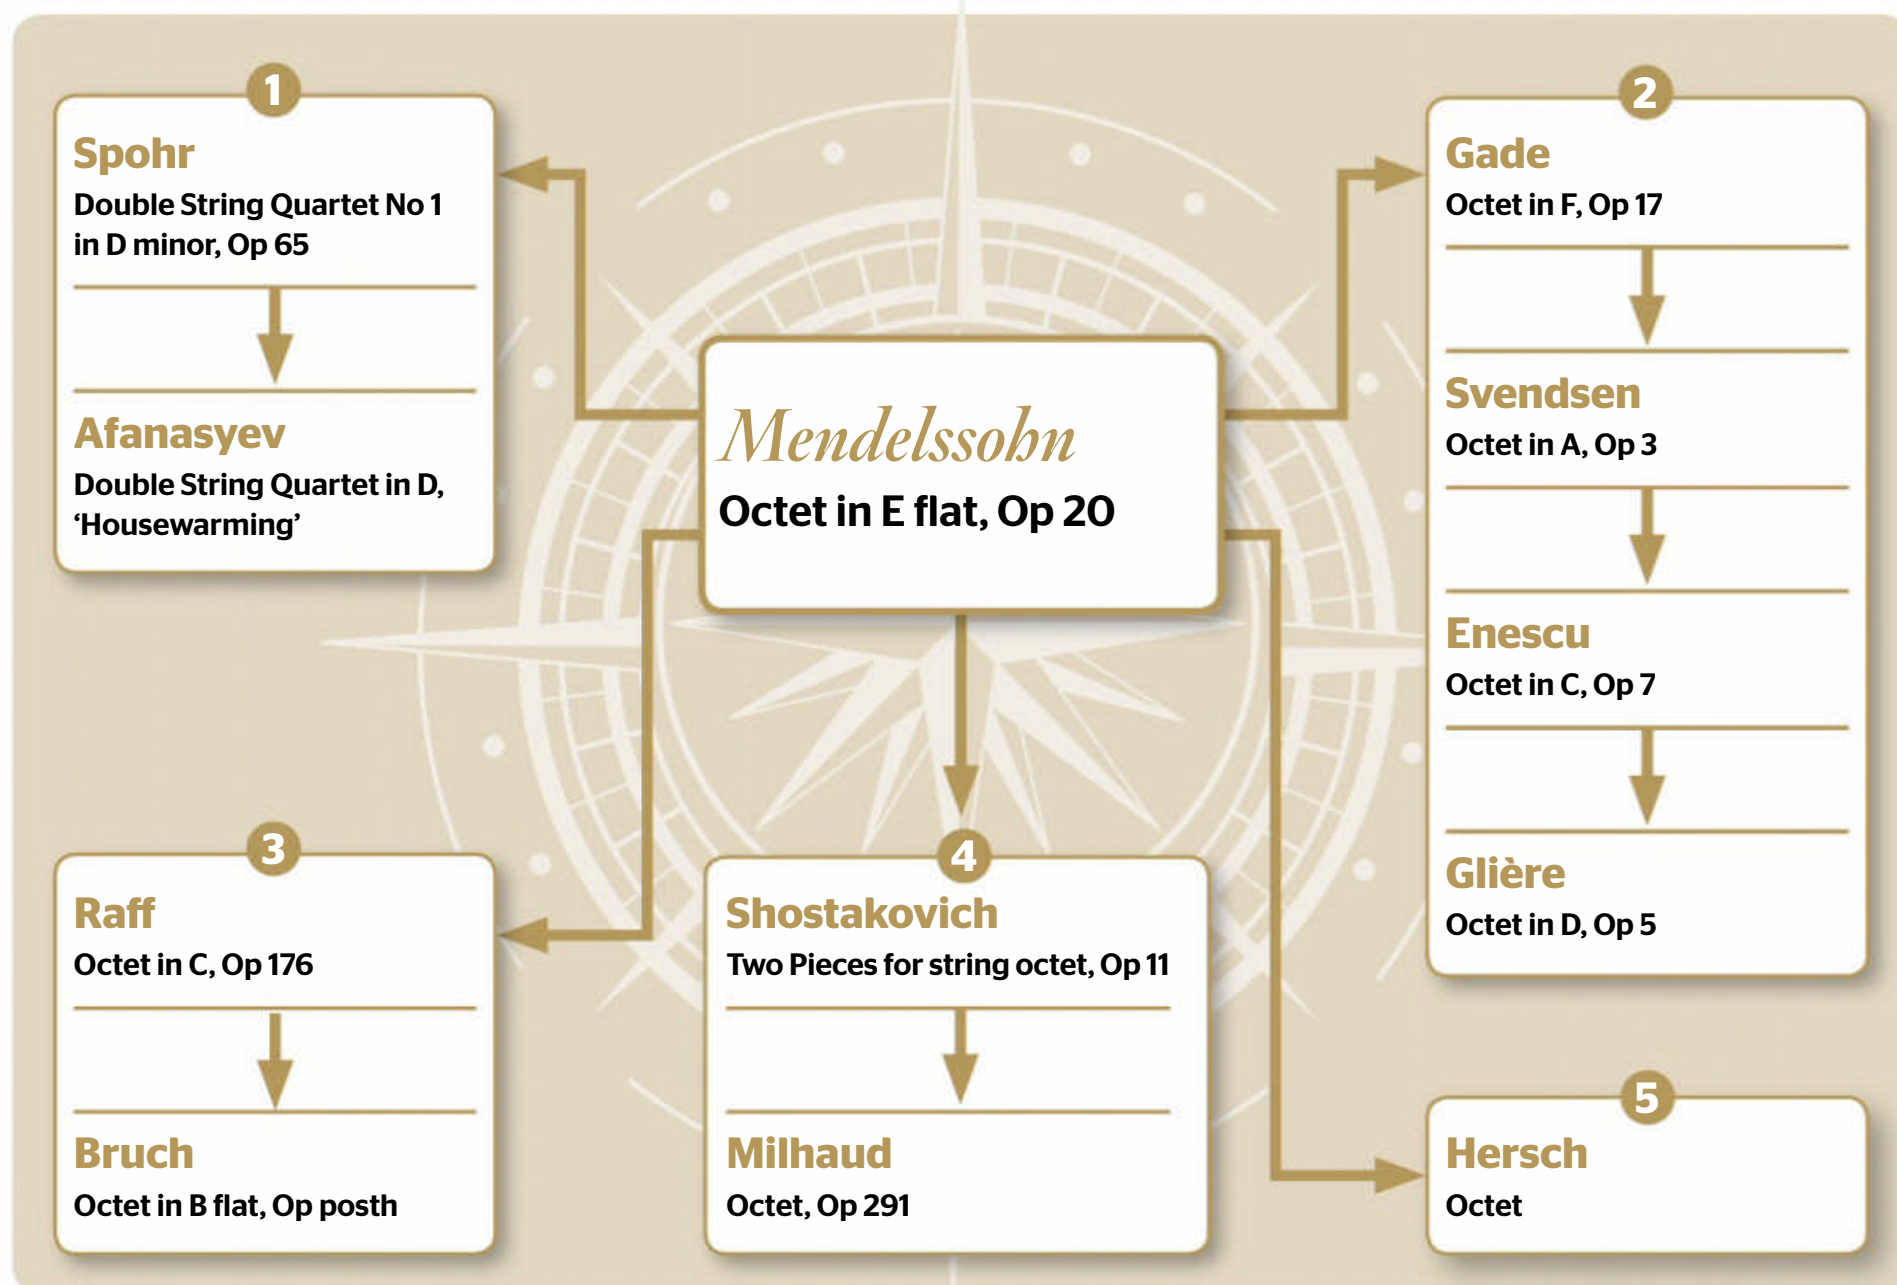 1
Spohr
Double String Quartet No 1
in D minor, Op 65
Afanasyev
Double String Quartet in D,
‘Housewarming’
2
Gade
Octet in F, Op 17
Svendsen
Octet in A, Op 3
Enescu
Octet in C, Op 7
Glière
Octet in D, Op 5
Mendelssohn
Octet in E flat, Op 20
3
Raff
Octet in C, Op 176
Bruch
Octet in B flat, Op posth
4
Shostakovich
Two Pieces for string octet, Op 11
Milhaud
Octet, Op 291
5
Hersch
Octet